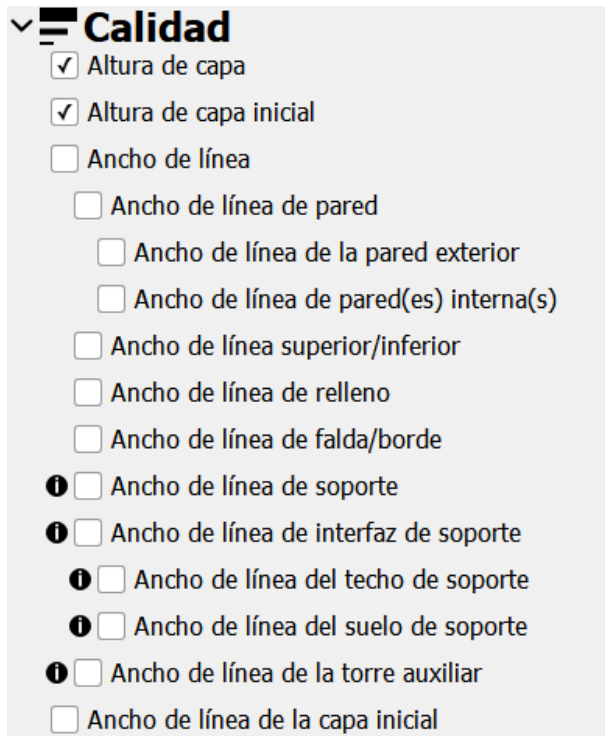 Calidad
Altura de capa
Altura de capa inicial
Ancho de línea
Ancho de línea de pared
Ancho de línea de la pared exterior
Ancho de línea de pared(es) interna(s)
Ancho de línea superior/inferior
Ancho de línea de relleno
Ancho de línea de falda/borde
Ancho de línea de soporte
Ancho de línea de interfaz de soporte
Ancho de línea del techo de soporte
Ancho de línea del suelo de soporte
Ancho de línea de la torre auxiliar
Ancho de línea de la capa inicial